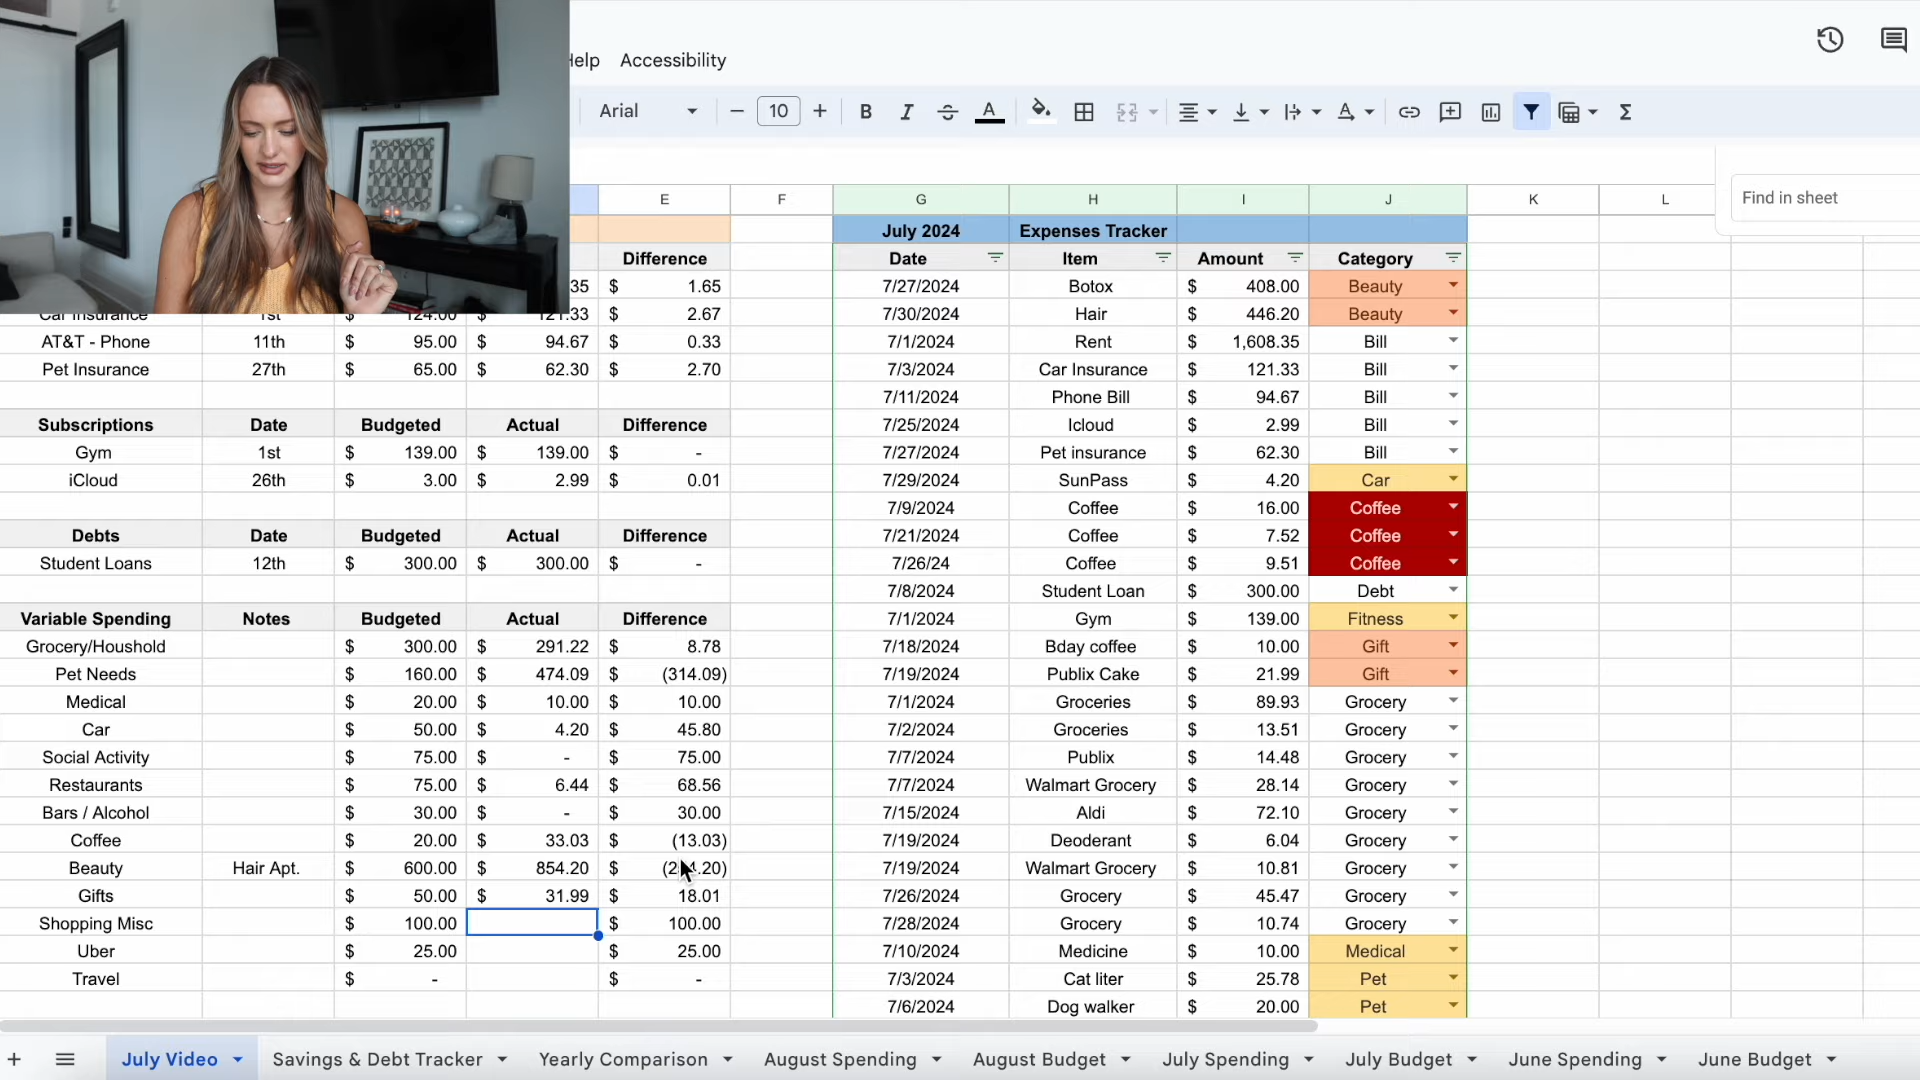 Help Accessibility
Arial 10
Find in sheet
E F G H I J K L
July 2024 Expenses Tracker
Difference Date Item Amount Category
35 $ 1.65 7/27/2024 Botox $ 408.00 Beauty
Car Insurance 1st $ 124.00 $ 121.33 $ 2.67 7/30/2024 Hair $ 446.20 Beauty
AT&T - Phone 11th $ 95.00 $ 94.67 $ 0.33 7/1/2024 Rent $ 1,608.35 Bill
Pet Insurance 27th $ 65.00 $ 62.30 $ 2.70 7/3/2024 Car Insurance $ 121.33 Bill
7/11/2024 Phone Bill $ 94.67 Bill
Subscriptions Date Budgeted Actual Difference 7/25/2024 Icloud $ 2.99 Bill
Gym 1st $ 139.00 $ 139.00 $ - 7/27/2024 Pet insurance $ 62.30 Bill
iCloud 26th $ 3.00 $ 2.99 $ 0.01 7/29/2024 SunPass $ 4.20 Car
7/9/2024 Coffee $ 16.00 Coffee
Debts Date Budgeted Actual Difference 7/21/2024 Coffee $ 7.52 Coffee
Student Loans 12th $ 300.00 $ 300.00 $ - 7/26/24 Coffee $ 9.51 Coffee
7/8/2024 Student Loan $ 300.00 Debt
Variable Spending Notes Budgeted Actual Difference 7/1/2024 Gym $ 139.00 Fitness
Grocery/Houshold $ 300.00 $ 291.22 $ 8.78 7/18/2024 Bday coffee $ 10.00 Gift
Pet Needs $ 160.00 $ 474.09 $ (314.09) 7/19/2024 Publix Cake $ 21.99 Gift
Medical $ 20.00 $ 10.00 $ 10.00 7/1/2024 Groceries $ 89.93 Grocery
Car $ 50.00 $ 4.20 $ 45.80 7/2/2024 Groceries $ 13.51 Grocery
Social Activity $ 75.00 $ - $ 75.00 7/7/2024 Publix $ 14.48 Grocery
Restaurants $ 75.00 $ 6.44 $ 68.56 7/7/2024 Walmart Grocery $ 28.14 Grocery
Bars / Alcohol $ 30.00 $ - $ 30.00 7/15/2024 Aldi $ 72.10 Grocery
Coffee $ 20.00 $ 33.03 $ (13.03) 7/19/2024 Deoderant $ 6.04 Grocery
Beauty Hair Apt. $ 600.00 $ 854.20 $ 7/19/2024 Walmart Grocery $ 10.81 Grocery
Gifts $ 50.00 $ 31.99 $ 18.01 7/26/2024 Grocery $ 45.47 Grocery
Shopping Misc $ 100.00 $ 100.00 7/28/2024 Grocery $ 10.74 Grocery
Uber $ 25.00 $ 25.00 7/10/2024 Medicine $ 10.00 Medical
Travel $ - $ - 7/3/2024 Cat liter $ 25.78 Pet
7/6/2024 Dog walker $ 20.00 Pet
July Video Savings & Debt Tracker Yearly Comparison August Spending August Budget July Spending July Budget June Spending June Budget